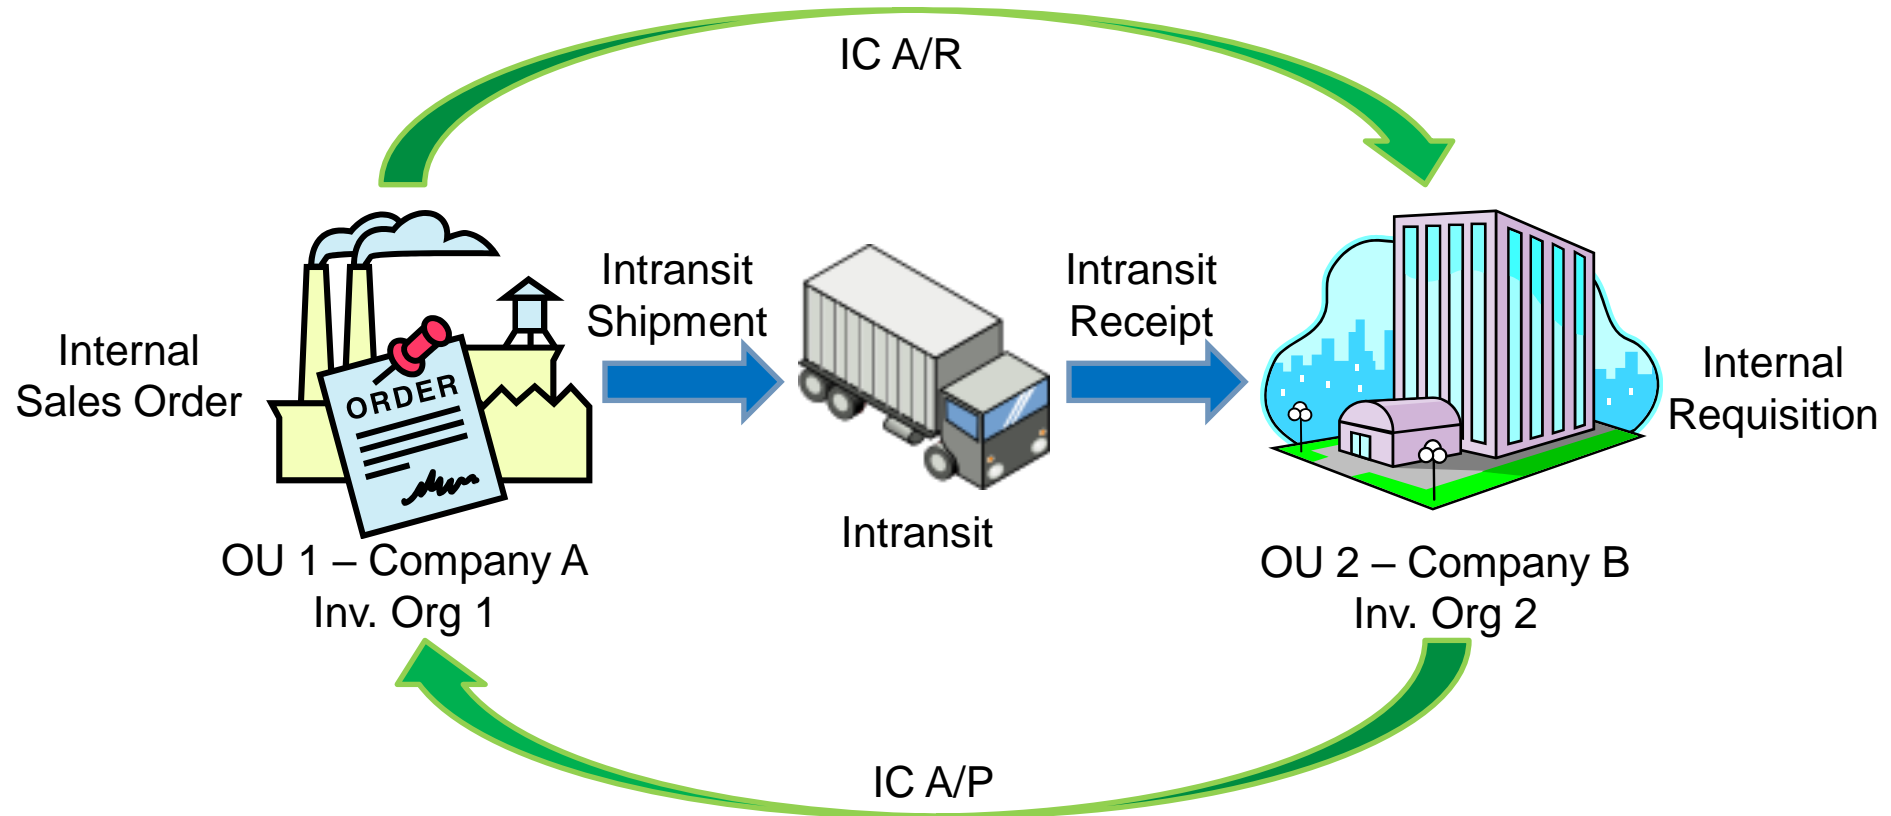 IC A/R
Intransit
Shipment
Intransit
Receipt
Internal
Sales Order
ORDER
Internal
Requisition
Intransit
OU 1 – Company A
Inv. Org 1
OU 2 – Company B
Inv. Org 2
IC A/P